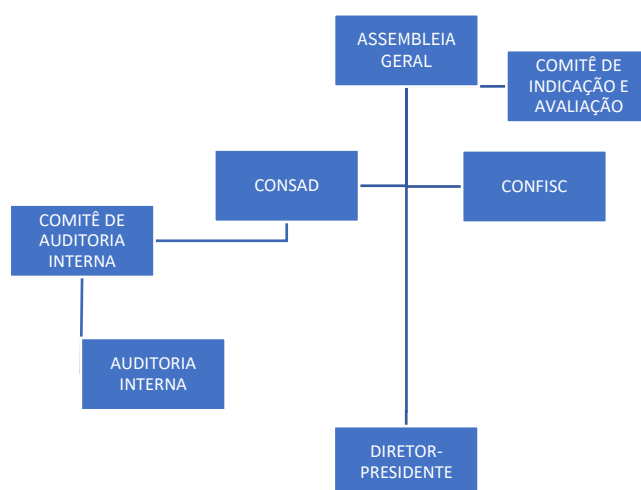 ASSEMBLEIA
GERAL
COMITÊ DE
INDICAÇÃO E
AVALIAÇÃO
CONSAD
CONFISC
COMITÊ DE
AUDITORIA
INTERNA
AUDITORIA
INTERNA
DIRETOR-
PRESIDENTE